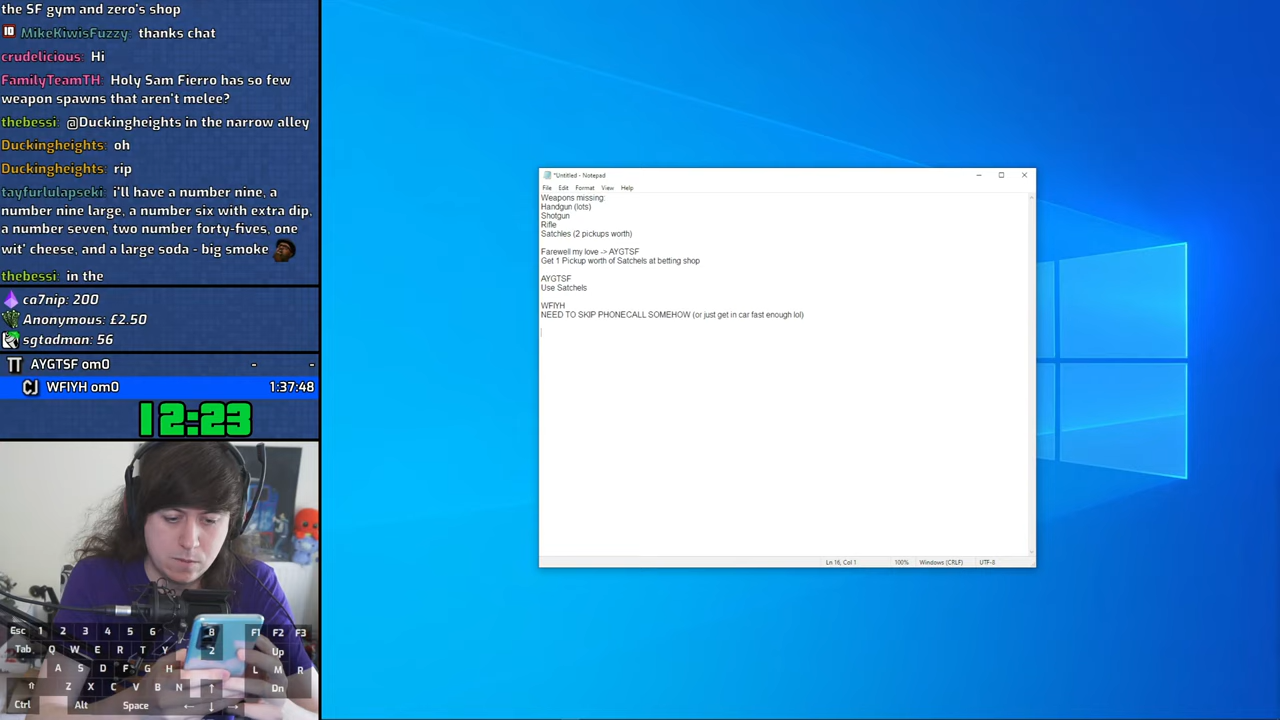 the SF gym and zero's shop
10 MikeKiwisFuzzy: thanks chat
crudelicious: Hi
FamilyTeamTH: Holy Sam Fierro has so few
weapon spawns that aren't melee?
thebessi: @Duckingheights in the narrow alley
Duckingheights: oh
Duckingheights: rip
tayfurlulapseki: i'll have a number nine, a
number nine large, a number six with extra dip,
a number seven, two number forty-fives, one
wit' cheese, and a large soda - big smoke
thebessi: in the
ca7nip: 200
Anonymous: £2.50
sgtadman: 56
AYGTSF om0 - -
CJ WFIYH om0 1:37:48
12:23
Esc 1 2 3 4 5 6 B F1 F2 F3
Tab Q W E R T Y 2 Up
A S D F G H L M R
⇧ Z X C V B N ↑ Dn
Ctrl Alt Space ← ↓ →
*Untitled - Notepad
File Edit Format View Help
Weapons missing:
Handgun (lots)
Shotgun
Rifle
Satchles (2 pickups worth)
Farewell my love -> AYGTSF
Get 1 Pickup worth of Satchels at betting shop
AYGTSF
Use Satchels
WFIYH
NEED TO SKIP PHONECALL SOMEHOW (or just get in car fast enough lol)
Ln 16, Col 1 100% Windows (CRLF) UTF-8